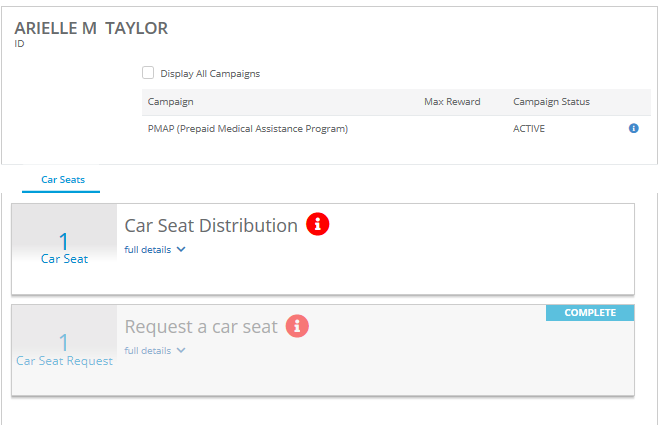 ARIELLE M TAYLOR
ID
Display All Campaigns
Campaign Max Reward Campaign Status
PMAP (Prepaid Medical Assistance Program) ACTIVE
Car Seats
1
Car Seat
Car Seat Distribution
full details
COMPLETE
1
Car Seat Request
Request a car seat
full details